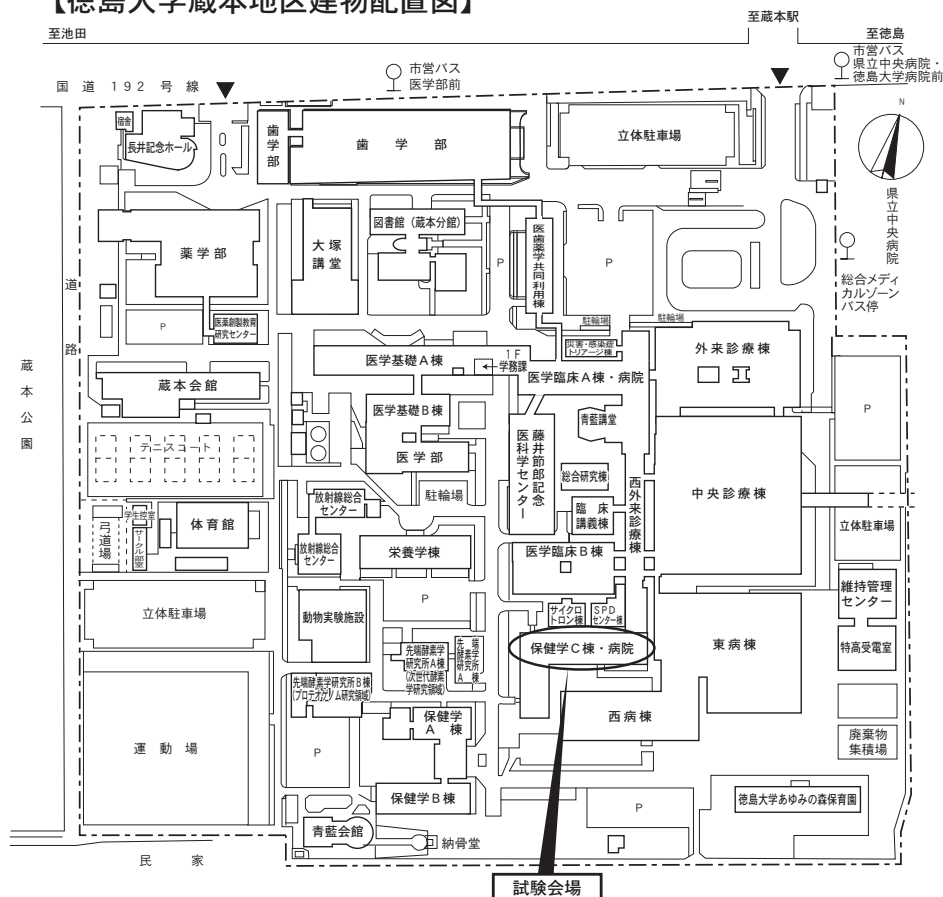 【徳島大学蔵本地区建物配置図】
至蔵本駅
至池田
至徳島
市営バス
医学部前
市営バス
県立中央病院・
徳島大学病院前
国道192号線
N
県立中央病院
総合メディ
カルゾーン
バス停
道路
蔵本公園
宿舎
長井記念ホール
歯学部
歯学部
立体駐車場
薬学部
大塚
講堂
図書館(蔵本分館)
P
医歯薬学共同利用棟
P
P
医薬創製教育
研究センター
駐輪場
駐輪場
災害・感染症
トリアージ棟
外来診療棟
医学基礎A棟
1F
←学務課
医学臨床A棟・病院
蔵本会館
医学基礎B棟
青藍講堂
P
テニスコート
医学部
藤井節郎記念
医科学センター
総合研究棟
西外来診療棟
中央診療棟
放射線総合
センター
駐輪場
臨床
講義棟
学生控室
弓道場
サークル部室
体育館
放射線総合
センター
栄養学棟
医学臨床B棟
立体駐車場
立体駐車場
動物実験施設
P
サイクロ
トロン棟
SPD
センター棟
維持管理
センター
先端酵素学
研究所A棟
(次世代酵素
学研究領域)
先端
酵素学
研究所
A棟
保健学C棟・病院
東病棟
特高受電室
先端酵素学研究所B棟
(プロテオゲノム研究領域)
西病棟
運動場
P
保健学
A棟
廃棄物
集積場
保健学B棟
P
徳島大学あゆみの森保育園
青藍会館
納骨堂
民家
試験会場